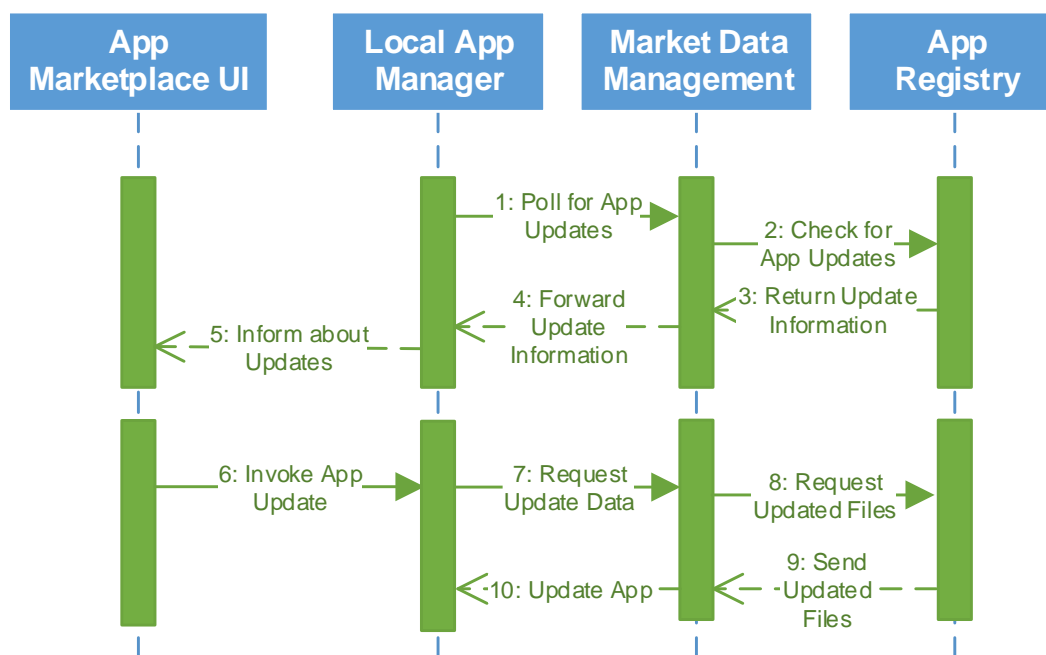 App
Marketplace UI
Local App
Manager
Market Data
Management
App
Registry
1: Poll for App
Updates
2: Check for
App Updates
3: Return Update
Information
4: Forward
Update
Information
5: Inform about
Updates
6: Invoke App
Update
7: Request
Update Data
8: Request
Updated Files
9: Send
Updated
Files
10: Update App